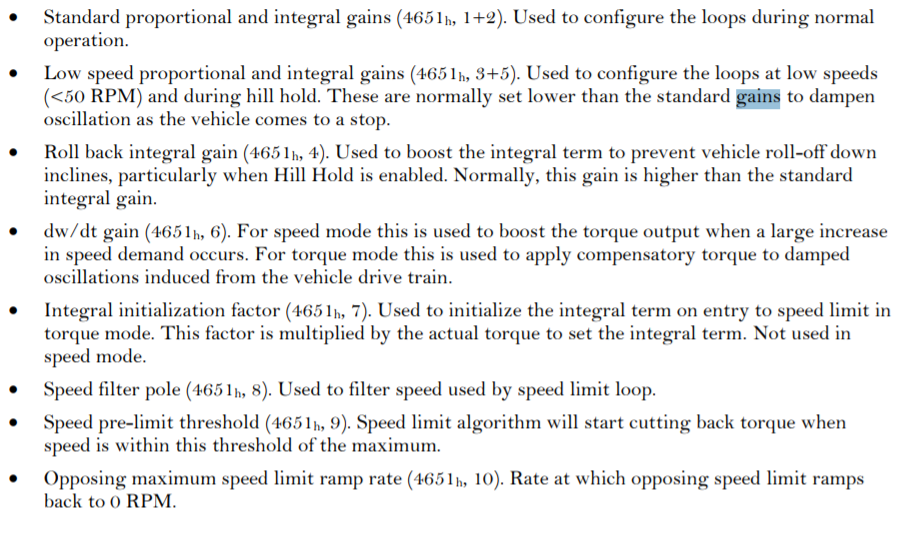 • Standard proportional and integral gains (4651h, 1+2). Used to configure the loops during normal
operation.
• Low speed proportional and integral gains (4651h, 3+5). Used to configure the loops at low speeds
(<50 RPM) and during hill hold. These are normally set lower than the standard gains to dampen
oscillation as the vehicle comes to a stop.
• Roll back integral gain (4651h, 4). Used to boost the integral term to prevent vehicle roll-off down
inclines, particularly when Hill Hold is enabled. Normally, this gain is higher than the standard
integral gain.
• dw/dt gain (4651h, 6). For speed mode this is used to boost the torque output when a large increase
in speed demand occurs. For torque mode this is used to apply compensatory torque to damped
oscillations induced from the vehicle drive train.
• Integral initialization factor (4651h, 7). Used to initialize the integral term on entry to speed limit in
torque mode. This factor is multiplied by the actual torque to set the integral term. Not used in
speed mode.
• Speed filter pole (4651h, 8). Used to filter speed used by speed limit loop.
• Speed pre-limit threshold (4651h, 9). Speed limit algorithm will start cutting back torque when
speed is within this threshold of the maximum.
• Opposing maximum speed limit ramp rate (4651h, 10). Rate at which opposing speed limit ramps
back to 0 RPM.